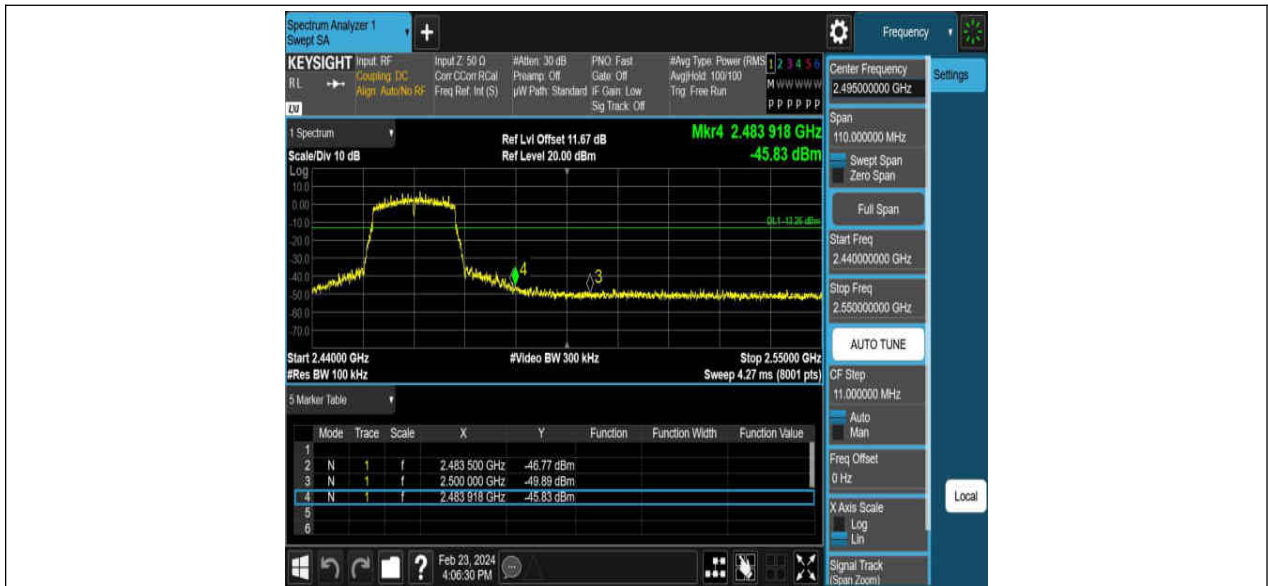 Spectrum Analyzer 1
Swept SA
+
Frequency
KEYSIGHT
RL
LXI
Input: RF
Coupling: DC
Align: Auto/No RF
Input Z: 50 Ω
Corr CCorr RCal
Freq Ref: Int (S)
#Atten: 30 dB
Preamp: Off
µW Path: Standard
PNO: Fast
Gate: Off
IF Gain: Low
Sig Track: Off
#Avg Type: Power (RMS
Avg|Hold: 100/100
Trig: Free Run
1 2 3 4 5 6
M W W W W W
P P P P P P
1 Spectrum
Scale/Div 10 dB
Ref Lvl Offset 11.67 dB
Ref Level 20.00 dBm
Mkr4 2.483 918 GHz
-45.83 dBm
Log
10.0
0.00
-10.0
-20.0
-30.0
-40.0
-50.0
-60.0
-70.0
DL1 -13.26 dBm
4
3
Start 2.44000 GHz
#Res BW 100 kHz
#Video BW 300 kHz
Stop 2.55000 GHz
Sweep 4.27 ms (8001 pts)
5 Marker Table
Mode Trace Scale X Y Function Function Width Function Value
1
2 N 1 f 2.483 500 GHz -46.77 dBm
3 N 1 f 2.500 000 GHz -49.89 dBm
4 N 1 f 2.483 918 GHz -45.83 dBm
5
6
Center Frequency
2.495000000 GHz
Settings
Span
110.000000 MHz
Swept Span
Zero Span
Full Span
Start Freq
2.440000000 GHz
Stop Freq
2.550000000 GHz
AUTO TUNE
CF Step
11.000000 MHz
Auto
Man
Freq Offset
0 Hz
X Axis Scale
Log
Lin
Signal Track
(Span Zoom)
Local
?
Feb 23, 2024
4:06:30 PM